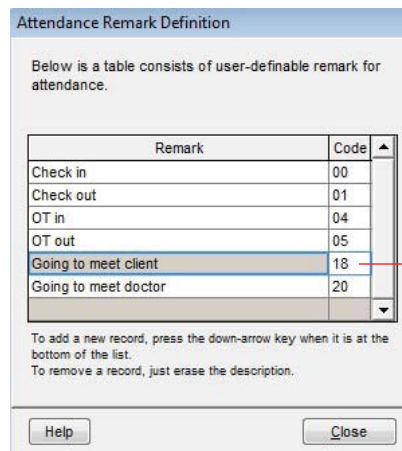 Attendance Remark Definition
Below is a table consists of user-definable remark for
attendance.
Remark Code
Check in 00
Check out 01
OT in 04
OT out 05
Going to meet client 18
Going to meet doctor 20
To add a new record, press the down-arrow key when it is at the
bottom of the list.
To remove a record, just erase the description.
Help Close